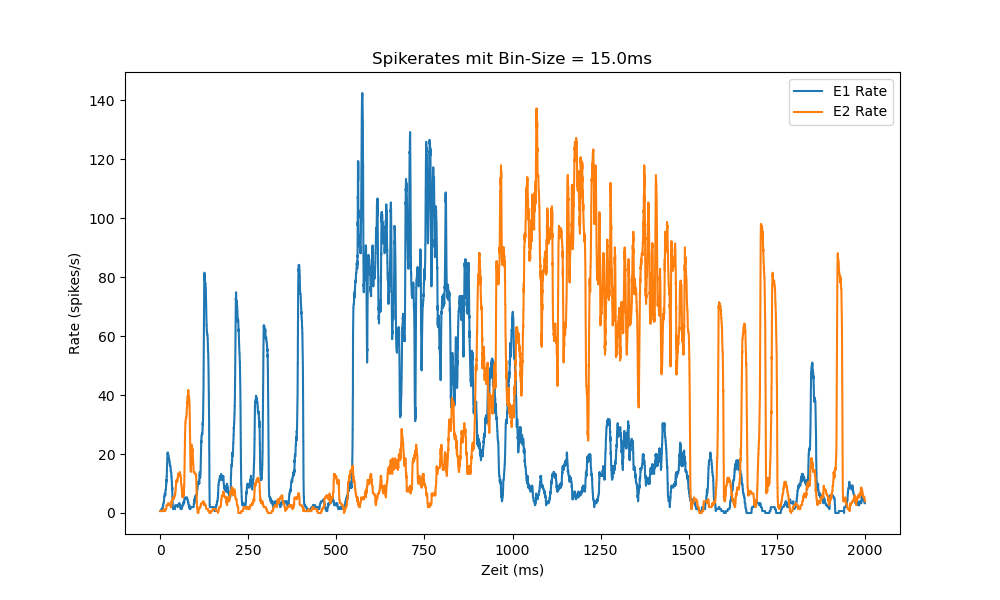 Spikerates mit Bin-Size = 15.0ms
E1 Rate
E2 Rate
Rate (spikes/s)
140
120
100
80
60
40
20
0
0 250 500 750 1000 1250 1500 1750 2000
Zeit (ms)